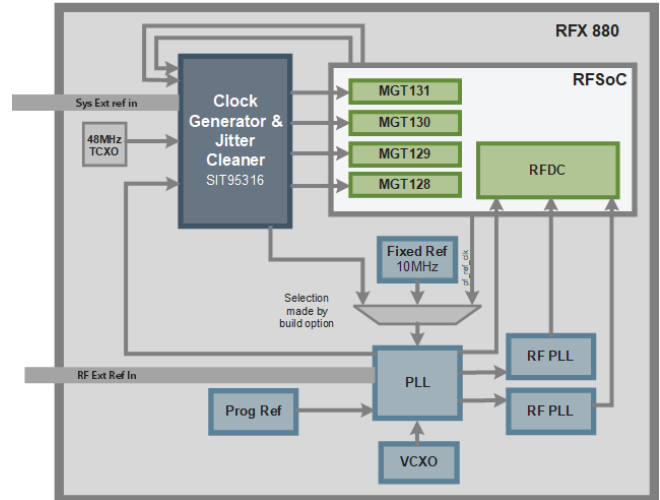 RFX 880
RFSoC
Clock
Generator &
Jitter
Cleaner
SIT95316
MGT131
MGT130
MGT129
MGT128
Sys Ext ref in
48MHz
TCXO
RFDC
Fixed Ref
10MHz
pf_ref_clk
Selection
made by
build option
RF Ext Ref In
PLL
RF PLL
RF PLL
Prog Ref
VCXO